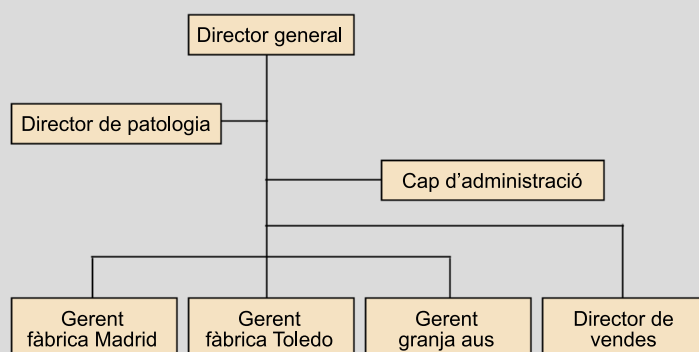 Director general
Director de patologia
Cap d’administració
Gerent
fàbrica Madrid
Gerent
fàbrica Toledo
Gerent
granja aus
Director de
vendes